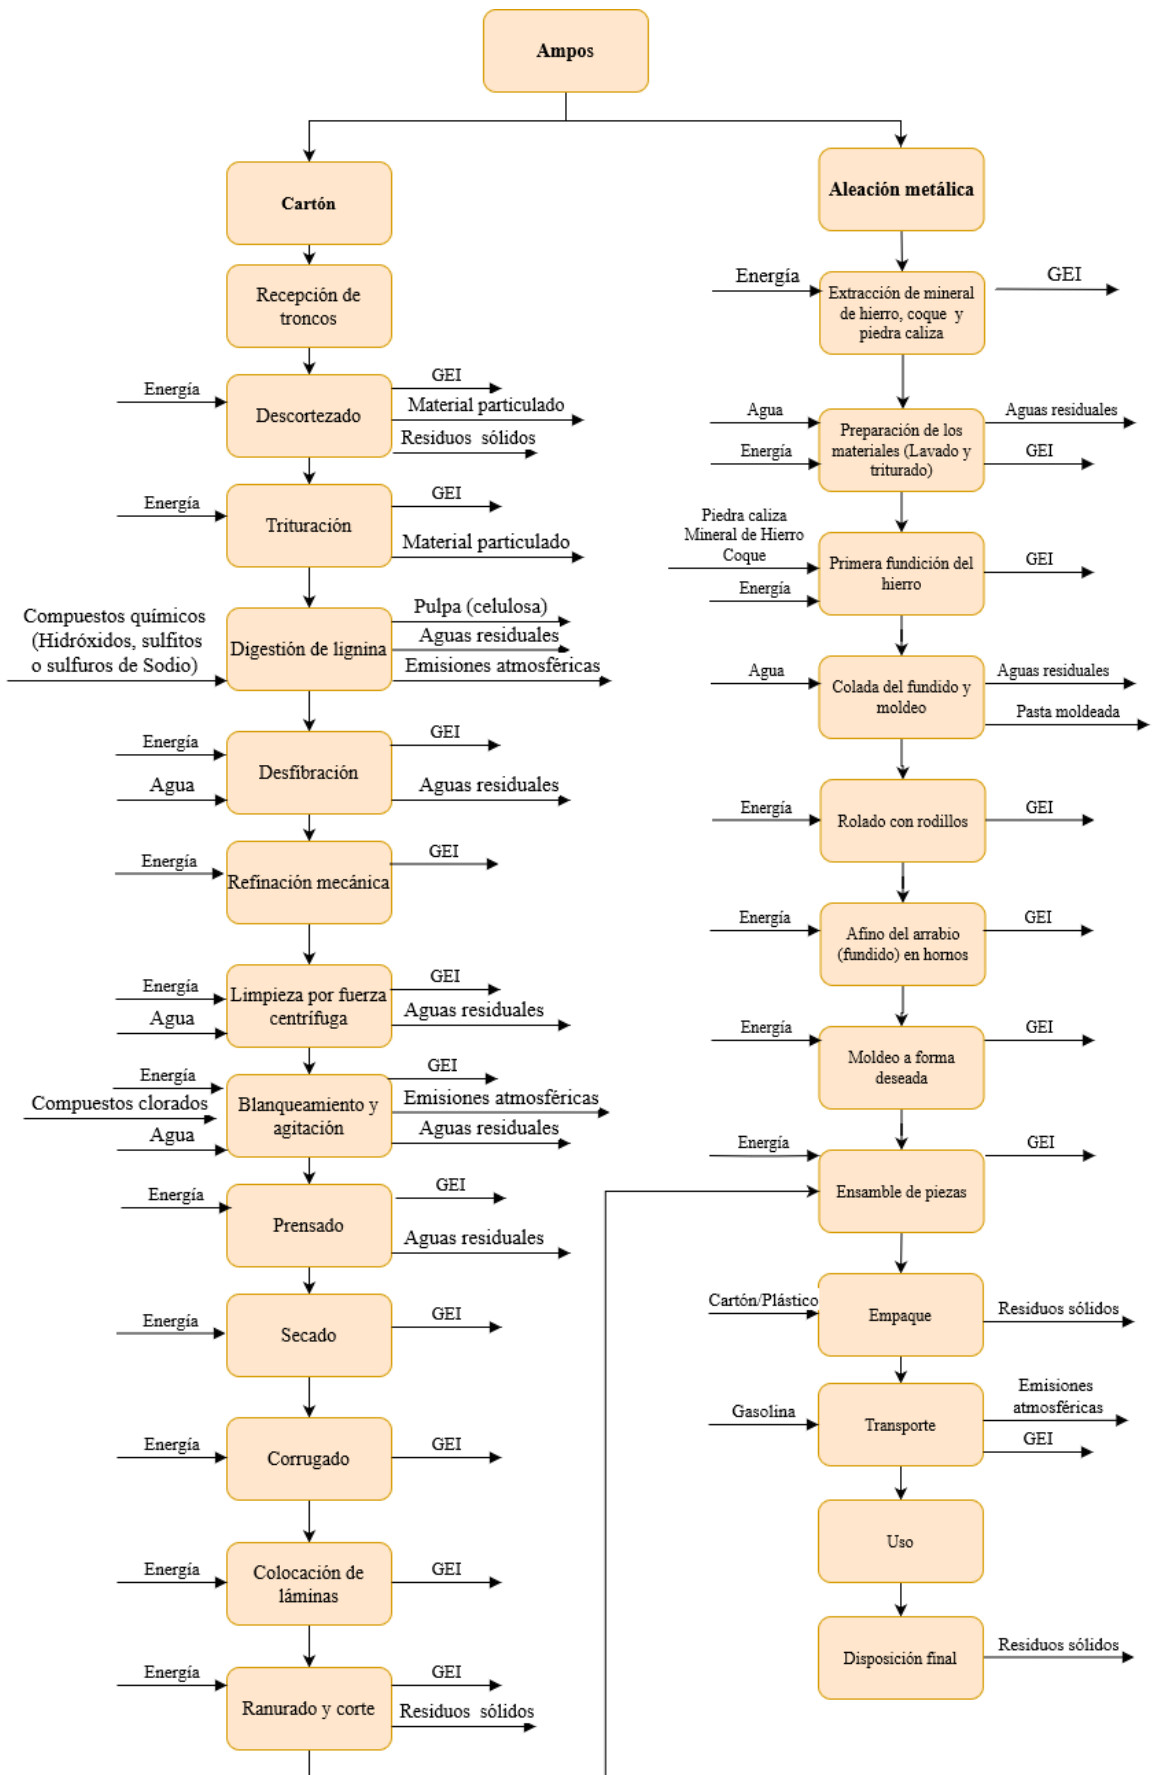 Ampos
Cartón
Recepción de
troncos
Energía
Descortezado
GEI
Material particulado
Residuos sólidos
Energía
Trituración
GEI
Material particulado
Compuestos químicos
(Hidróxidos, sulfitos
o sulfuros de Sodio)
Digestión de lignina
Pulpa (celulosa)
Aguas residuales
Emisiones atmosféricas
Energía
Agua
Desfibración
GEI
Aguas residuales
Energía
Refinación mecánica
GEI
Energía
Agua
Limpieza por fuerza
centrífuga
GEI
Aguas residuales
Energía
Compuestos clorados
Agua
Blanqueamiento y
agitación
GEI
Emisiones atmosféricas
Aguas residuales
Energía
Prensado
GEI
Aguas residuales
Energía
Secado
GEI
Energía
Corrugado
GEI
Energía
Colocación de
láminas
GEI
Energía
Ranurado y corte
GEI
Residuos sólidos
Aleación metálica
Energía
Extracción de mineral
de hierro, coque y
piedra caliza
GEI
Agua
Energía
Preparación de los
materiales (Lavado y
triturado)
Aguas residuales
GEI
Piedra caliza
Mineral de Hierro
Coque
Energía
Primera fundición del
hierro
GEI
Agua
Colada del fundido y
moldeo
Aguas residuales
Pasta moldeada
Energía
Rolado con rodillos
GEI
Energía
Afino del arrabio
(fundido) en hornos
GEI
Energía
Moldeo a forma
deseada
GEI
Energía
Ensamble de piezas
GEI
Cartón/Plástico
Empaque
Residuos sólidos
Gasolina
Transporte
Emisiones
atmosféricas
GEI
Uso
Disposición final
Residuos sólidos